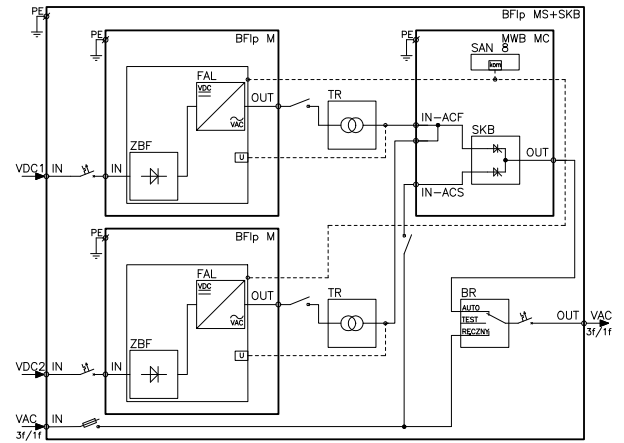 BFIp MS+SKB
PE
PE
BFIp M
PE
MWB MC
SAN 8
kom
FAL
VDC
VAC
OUT
TR
ZBF
U
IN-ACF
SKB
OUT
VDC1
IN
IN
IN-ACS
PE
BFIp M
FAL
VDC
VAC
OUT
TR
BR
AUTO
TEST
RĘCZNY
OUT
VAC
3f/1f
ZBF
U
VDC2
IN
IN
VAC
IN
3f/1f